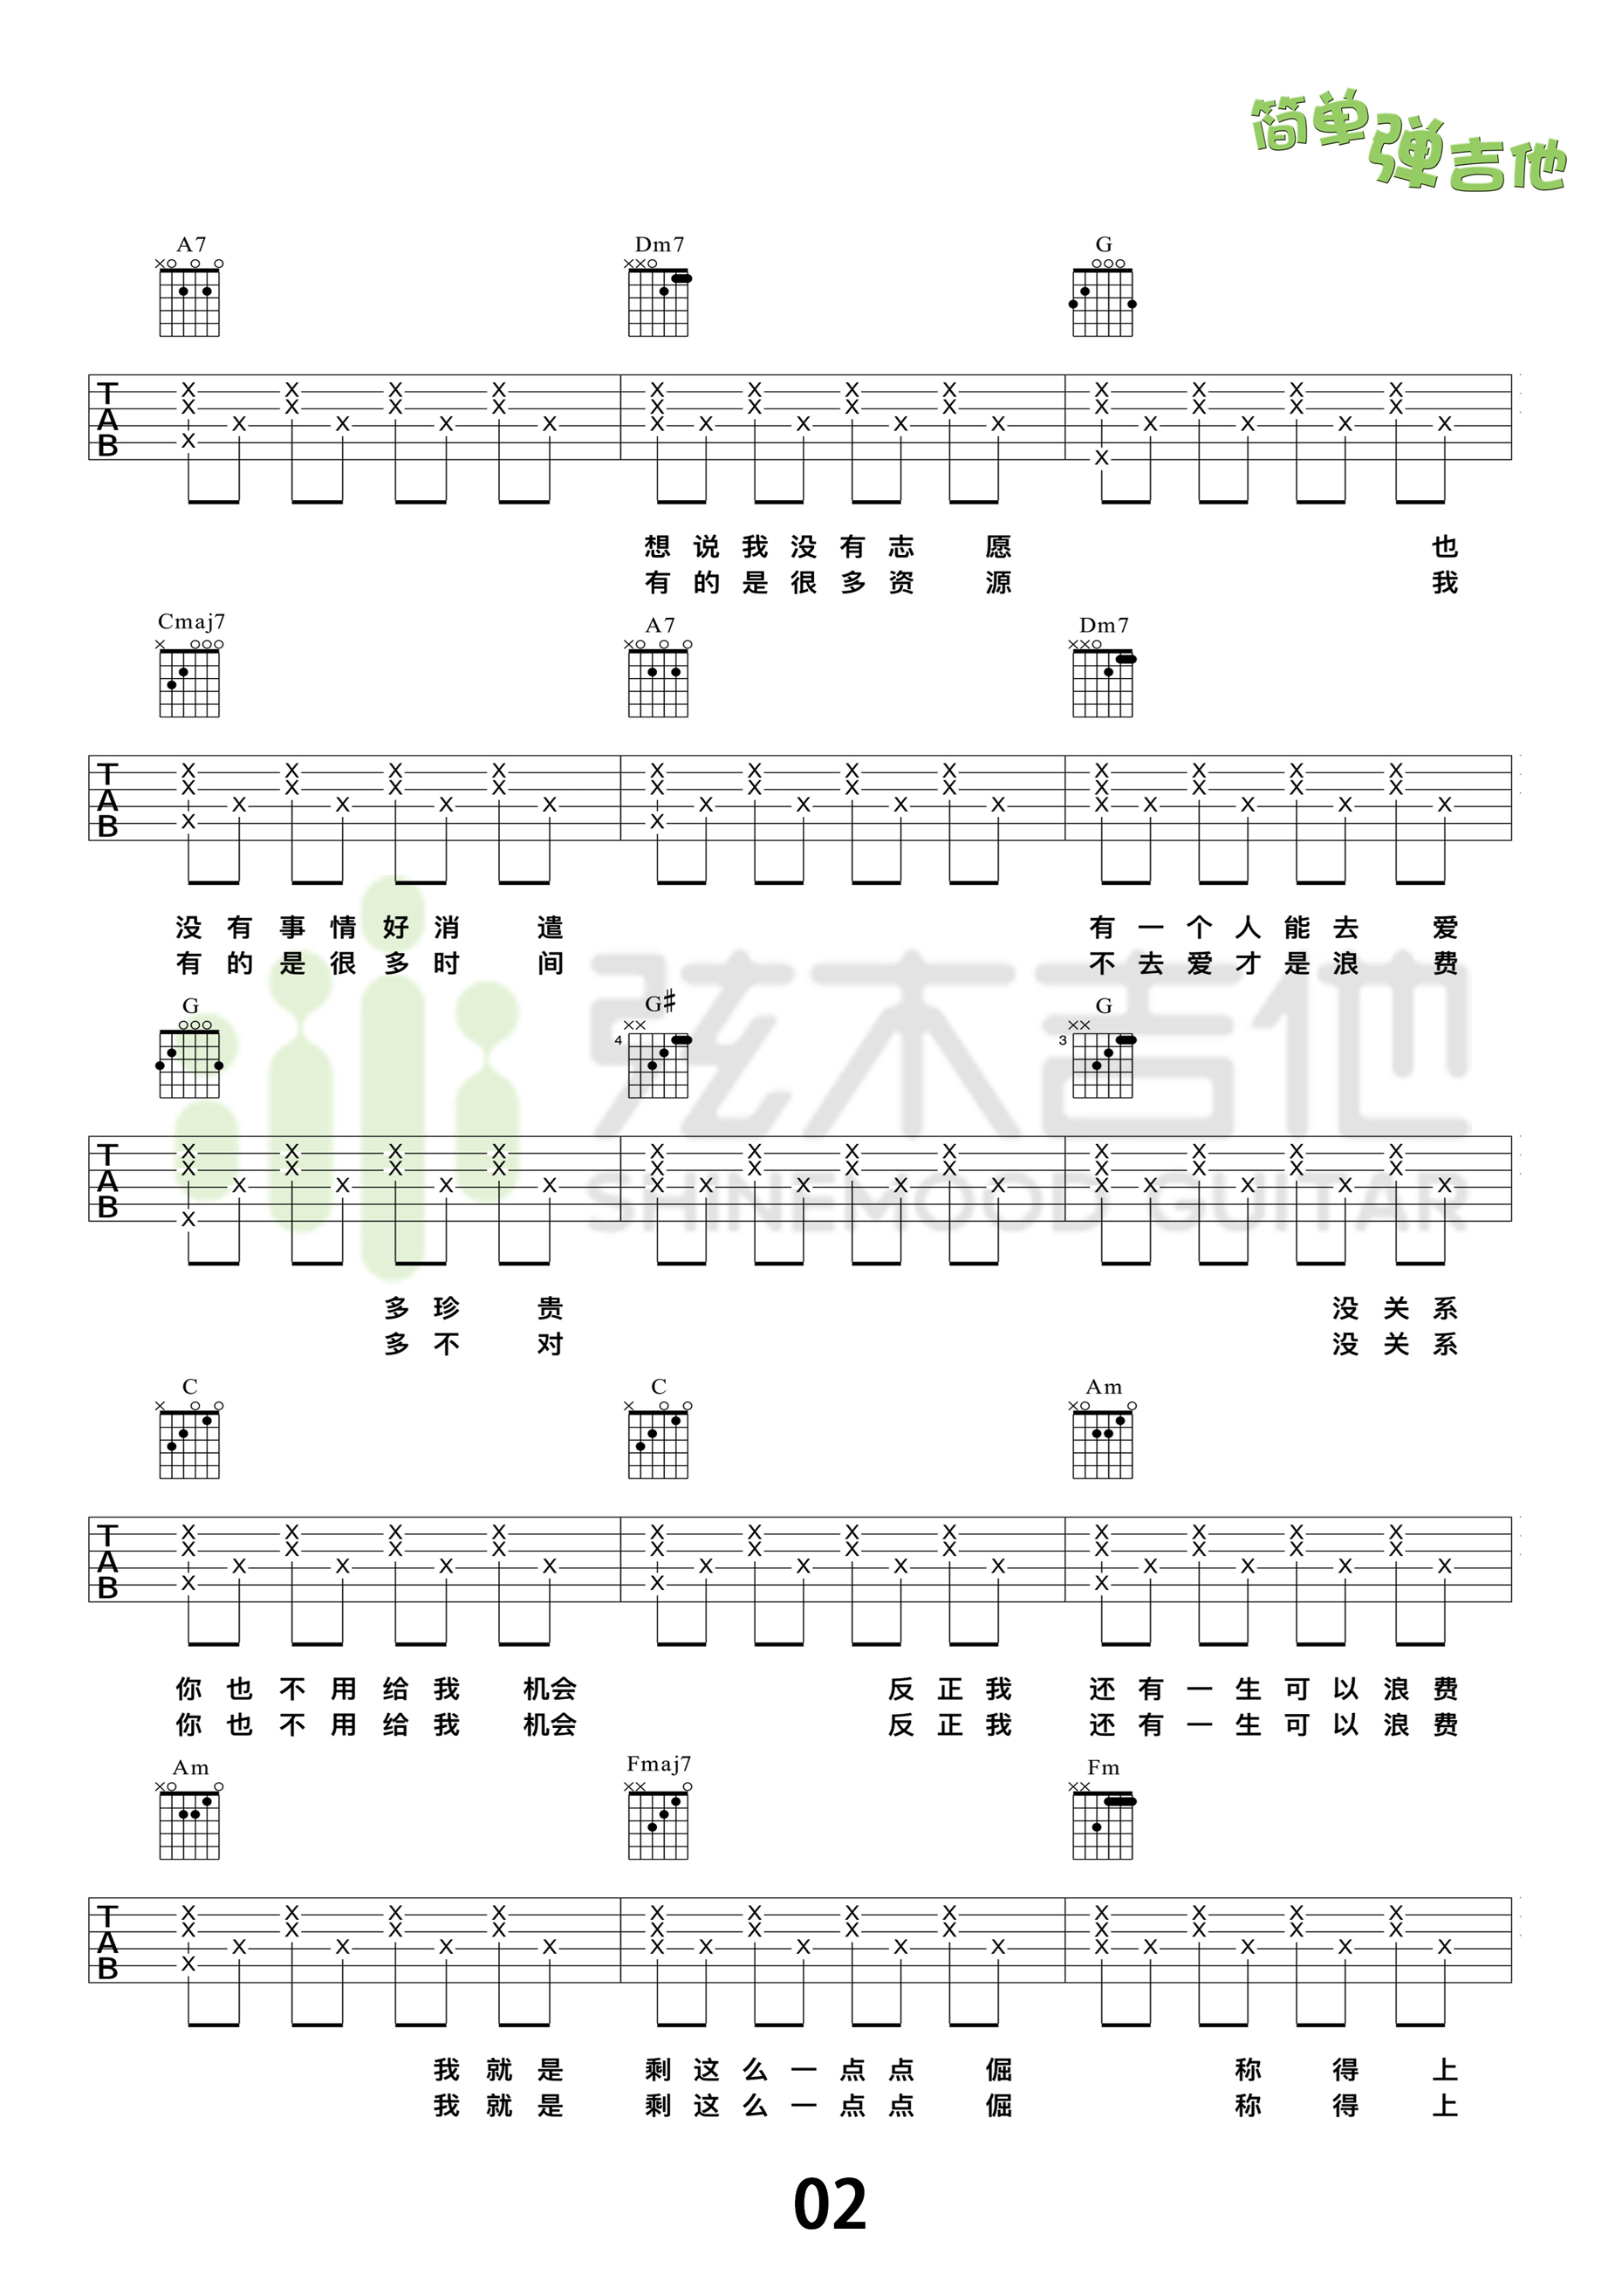 简单弹吉他
A7 Dm7 G
T
A
B
想说我没有志愿 也
有的是很多资源 我
Cmaj7 A7 Dm7
T
A
B
没有事情好消遣 有一个人能去爱
有的是很多时间 不去爱才是浪费
G G# G
4 3
弦木吉他
SHINEMOOD GUITAR
T
A
B
多珍贵 没关系
多不对 没关系
C C Am
T
A
B
你也不用给我机会 反正我 还有一生可以浪费
你也不用给我机会 反正我 还有一生可以浪费
Am Fmaj7 Fm
T
A
B
我就是 剩这么一点点倔 称得上
我就是 剩这么一点点倔 称得上
02